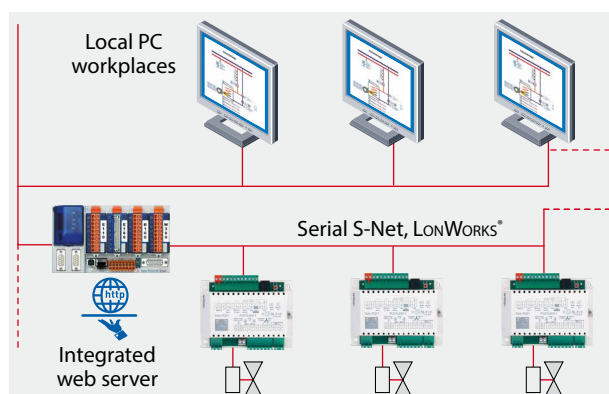 Local PC
workplaces
Serial S-Net, LONWORKS®
http
Integrated
web server